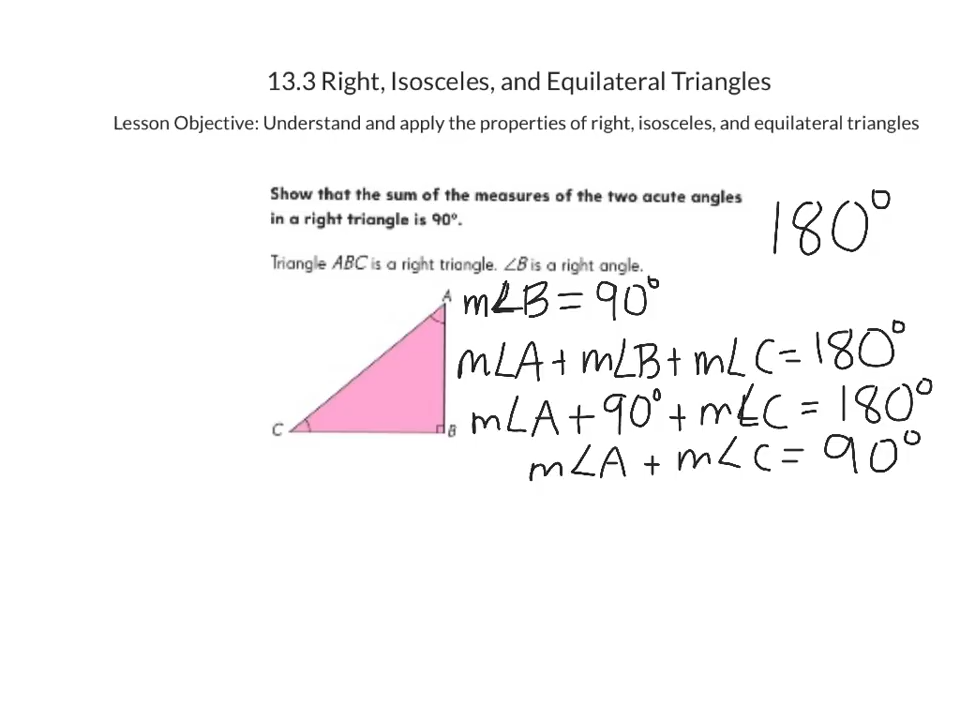 13.3 Right, Isosceles, and Equilateral Triangles
Lesson Objective: Understand and apply the properties of right, isosceles, and equilateral triangles
Show that the sum of the measures of the two acute angles
in a right triangle is 90°.
180°
Triangle ABC is a right triangle. ∠B is a right angle.
A
m∠B = 90°
m∠A + m∠B + m∠C = 180°
C
B
m∠A + 90° + m∠C = 180°
m∠A + m∠C = 90°